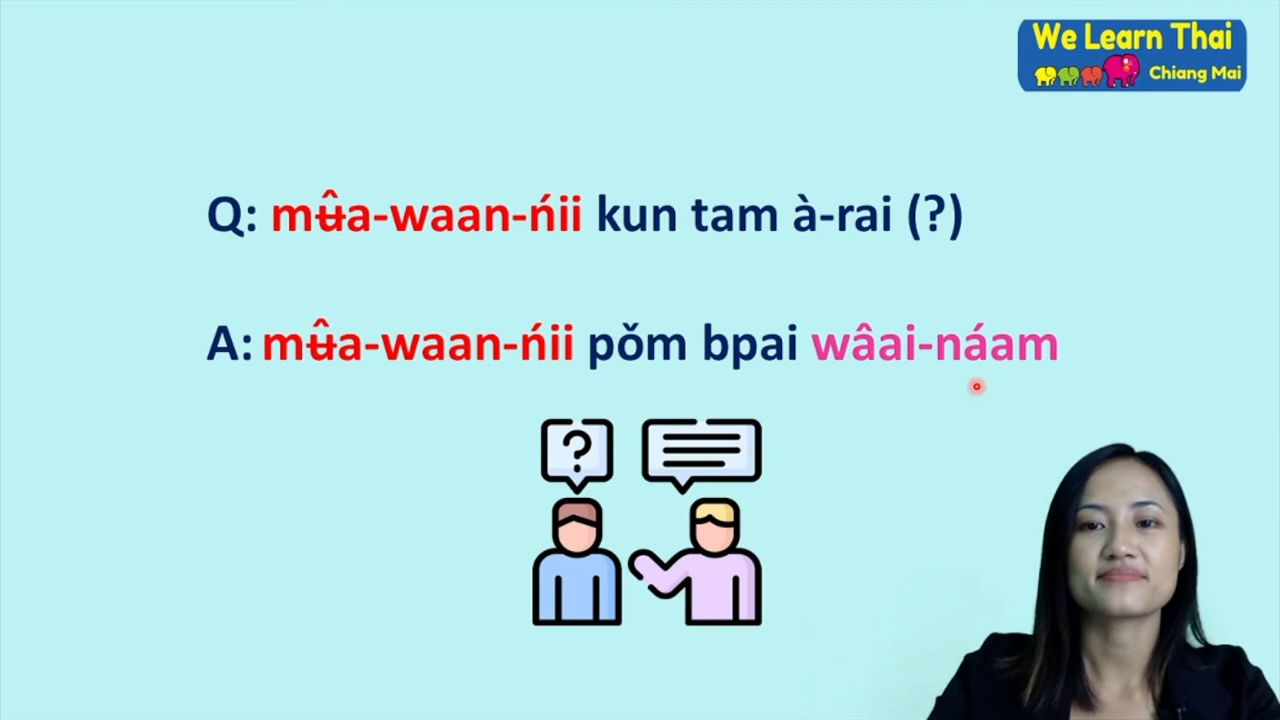 We Learn Thai
Chiang Mai
Q: mʉ̂a-waan-ńii kun tam à-rai (?)
A: mʉ̂a-waan-ńii pǒm bpai wâai-náam
?